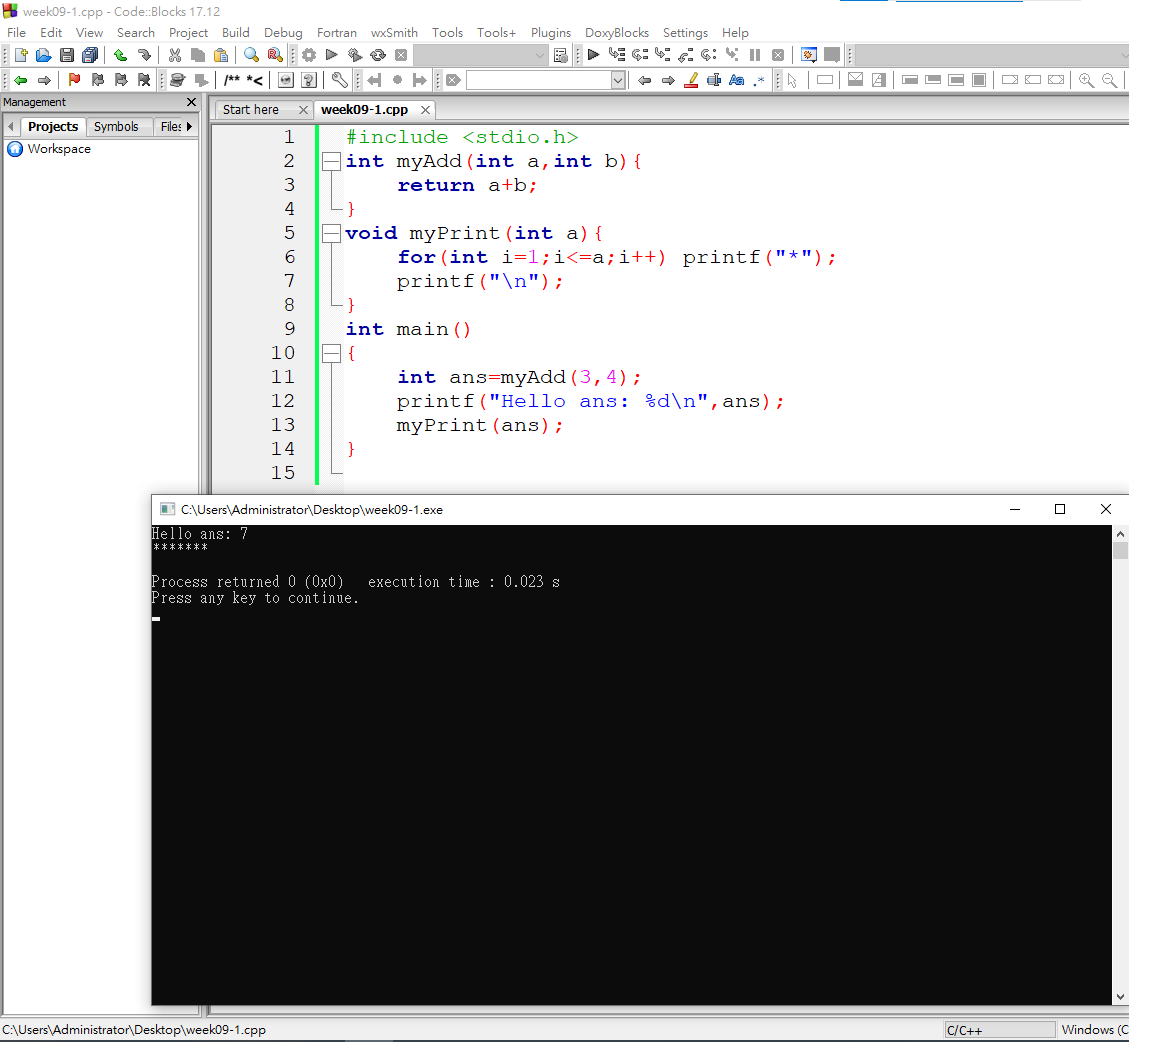 week09-1.cpp - Code::Blocks 17.12
File Edit View Search Project Build Debug Fortran wxSmith Tools Tools+ Plugins DoxyBlocks Settings Help
/** *<
Management
Start here week09-1.cpp
Projects Symbols Files
Workspace
1 #include <stdio.h>
2 int myAdd(int a,int b){
3 return a+b;
4 }
5 void myPrint(int a){
6 for(int i=1;i<=a;i++) printf("*");
7 printf("\n");
8 }
9 int main()
10 {
11 int ans=myAdd(3,4);
12 printf("Hello ans: %d\n",ans);
13 myPrint(ans);
14 }
15
C:\Users\Administrator\Desktop\week09-1.exe
Hello ans: 7
*******
Process returned 0 (0x0) execution time : 0.023 s
Press any key to continue.
C:\Users\Administrator\Desktop\week09-1.cpp
C/C++
Windows (C